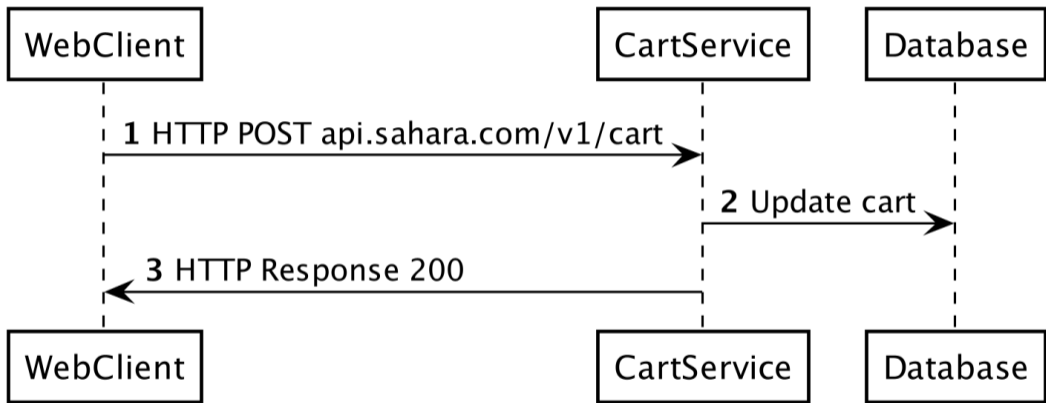 WebClient CartService Database
1 HTTP POST api.sahara.com/v1/cart
2 Update cart
3 HTTP Response 200
WebClient CartService Database